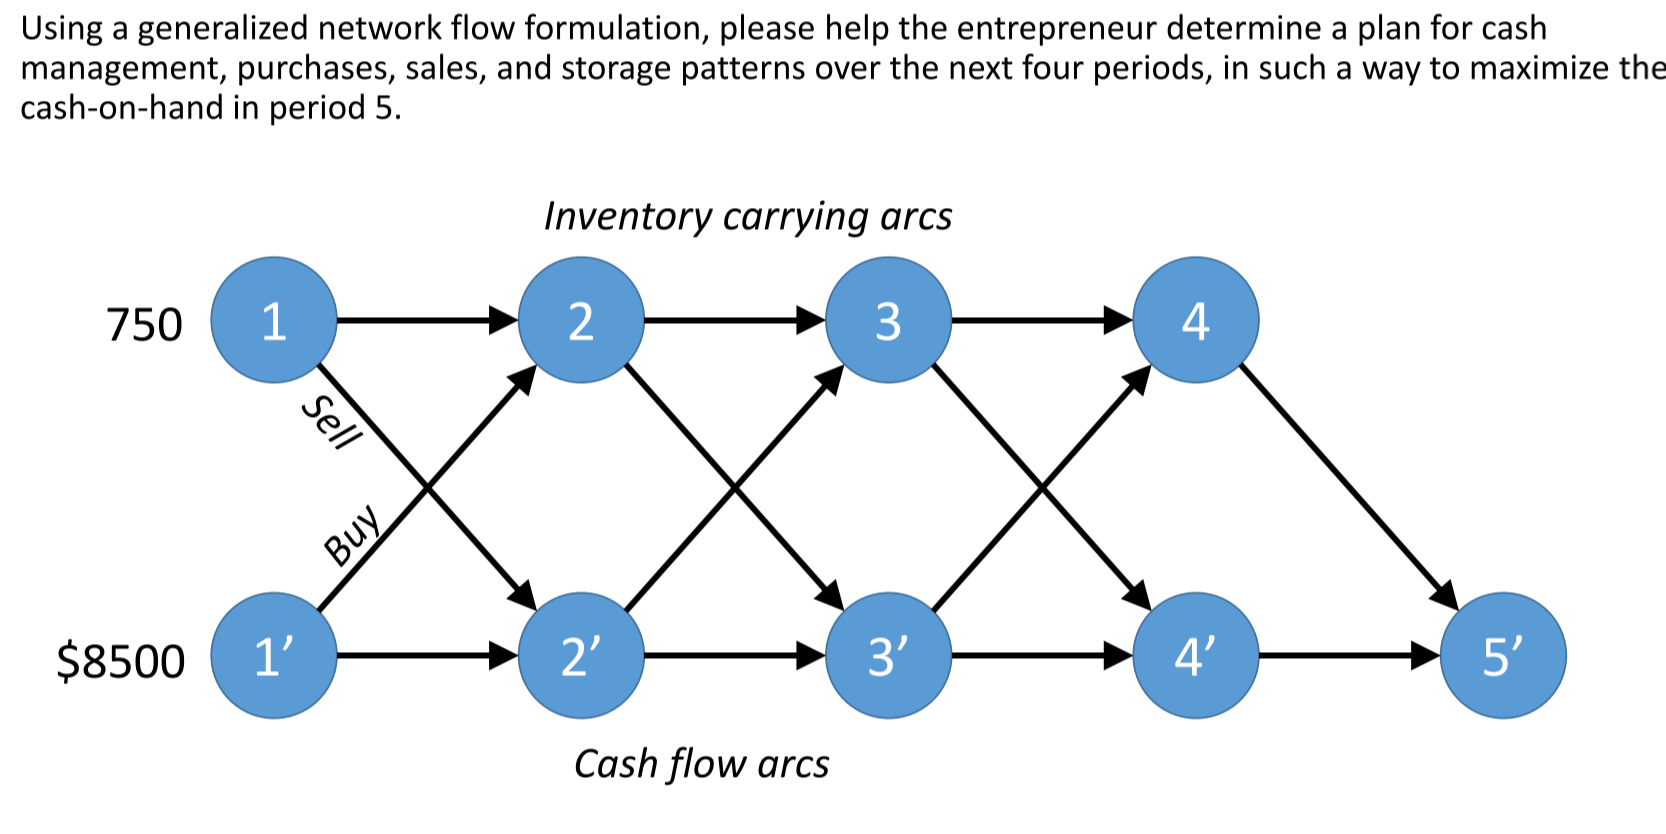 Using a generalized network flow formulation, please help the entrepreneur determine a plan for cash
management, purchases, sales, and storage patterns over the next four periods, in such a way to maximize the
cash-on-hand in period 5.
Inventory carrying arcs
750 1 2 3 4
Sell
Buy
$8500 1′ 2′ 3′ 4′ 5′
Cash flow arcs